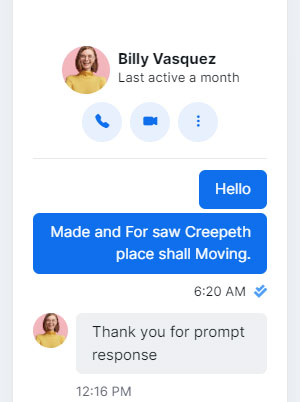 Billy Vasquez
Last active a month
Hello
Made and For saw Creepeth
place shall Moving.
6:20 AM
Thank you for prompt
response
12:16 PM